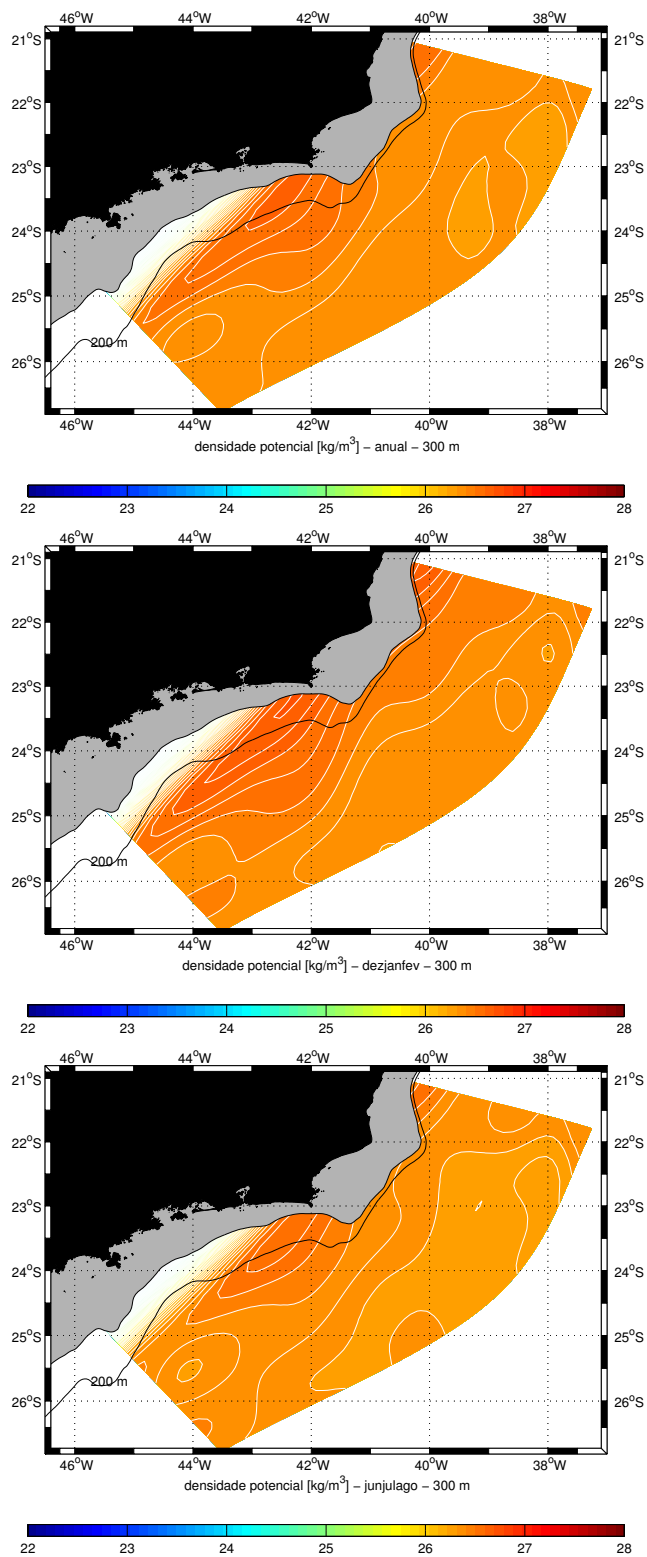 46°W 44°W 42°W 40°W 38°W
21°S 21°S
22°S 22°S
23°S 23°S
24°S 24°S
25°S 25°S
200 m
26°S 26°S
46°W 44°W 42°W 40°W 38°W
densidade potencial [kg/m³] − anual − 300 m
22 23 24 25 26 27 28
46°W 44°W 42°W 40°W 38°W
21°S 21°S
22°S 22°S
23°S 23°S
24°S 24°S
25°S 25°S
200 m
26°S 26°S
46°W 44°W 42°W 40°W 38°W
densidade potencial [kg/m³] − dezjanfev − 300 m
22 23 24 25 26 27 28
46°W 44°W 42°W 40°W 38°W
21°S 21°S
22°S 22°S
23°S 23°S
24°S 24°S
25°S 25°S
200 m
26°S 26°S
46°W 44°W 42°W 40°W 38°W
densidade potencial [kg/m³] − junjulago − 300 m
22 23 24 25 26 27 28